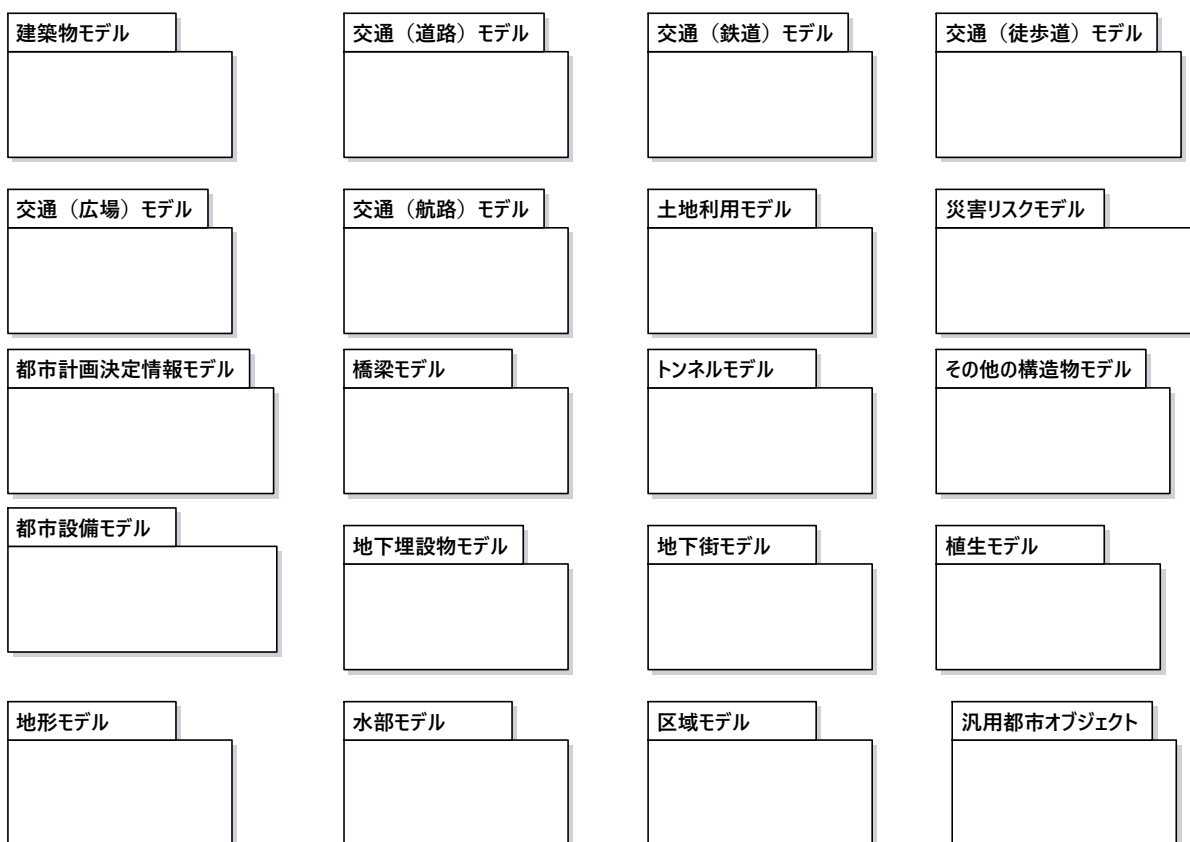 建築物モデル
交通（道路）モデル
交通（鉄道）モデル
交通（徒歩道）モデル
交通（広場）モデル
交通（航路）モデル
土地利用モデル
災害リスクモデル
都市計画決定情報モデル
橋梁モデル
トンネルモデル
その他の構造物モデル
都市設備モデル
地下埋設物モデル
地下街モデル
植生モデル
地形モデル
水部モデル
区域モデル
汎用都市オブジェクト